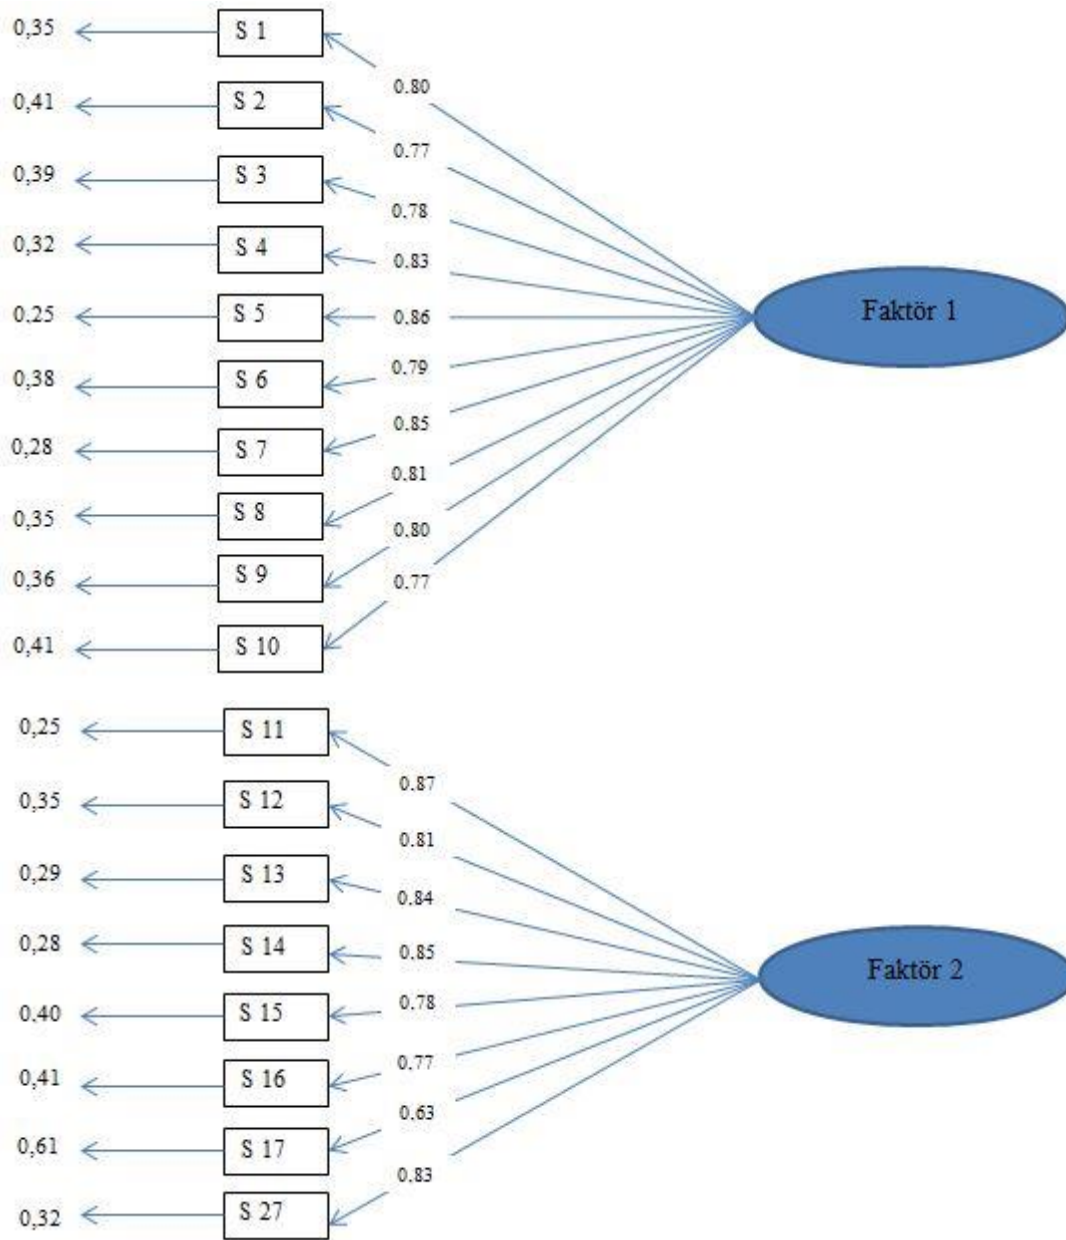 0,35 S 1 0.80
0,41 S 2 0.77
0,39 S 3 0.78
0,32 S 4 0.83
0,25 S 5 0.86 Faktör 1
0,38 S 6 0.79
0,28 S 7 0.85
0,35 S 8 0.81
0,36 S 9 0.80
0,41 S 10 0.77
0,25 S 11 0.87
0,35 S 12 0.81
0,29 S 13 0.84
0,28 S 14 0.85 Faktör 2
0,40 S 15 0.78
0,41 S 16 0.77
0,61 S 17 0.63
0,32 S 27 0.83